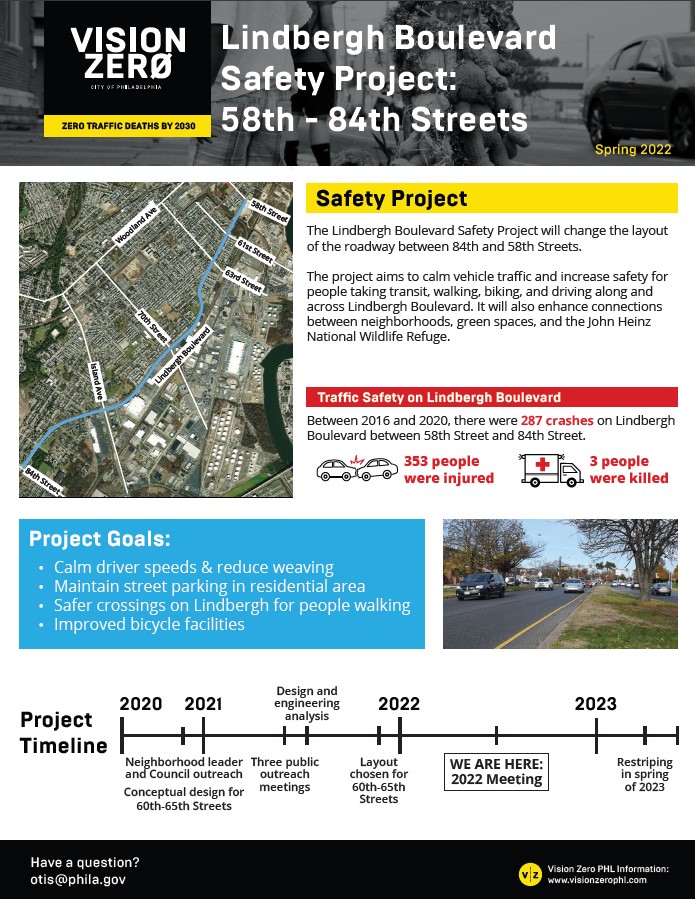 VISION
ZERO
CITY OF PHILADELPHIA
ZERO TRAFFIC DEATHS BY 2030
Lindbergh Boulevard
Safety Project:
58th - 84th Streets
Spring 2022
58th Street
Woodland Ave
61st Street
63rd Street
70th Street
Lindbergh Boulevard
Island Ave
84th Street
Safety Project
The Lindbergh Boulevard Safety Project will change the layout
of the roadway between 84th and 58th Streets.
The project aims to calm vehicle traffic and increase safety for
people taking transit, walking, biking, and driving along and
across Lindbergh Boulevard. It will also enhance connections
between neighborhoods, green spaces, and the John Heinz
National Wildlife Refuge.
Traffic Safety on Lindbergh Boulevard
Between 2016 and 2020, there were 287 crashes on Lindbergh
Boulevard between 58th Street and 84th Street.
353 people
were injured
3 people
were killed
Project Goals:
• Calm driver speeds & reduce weaving
• Maintain street parking in residential area
• Safer crossings on Lindbergh for people walking
• Improved bicycle facilities
Project
Timeline
2020
2021
Design and
engineering
analysis
2022
2023
Neighborhood leader
and Council outreach
Conceptual design for
60th-65th Streets
Three public
outreach
meetings
Layout
chosen for
60th-65th
Streets
WE ARE HERE:
2022 Meeting
Restriping
in spring
of 2023
Have a question?
otis@phila.gov
v|z
Vision Zero PHL Information:
www.visionzerophl.com